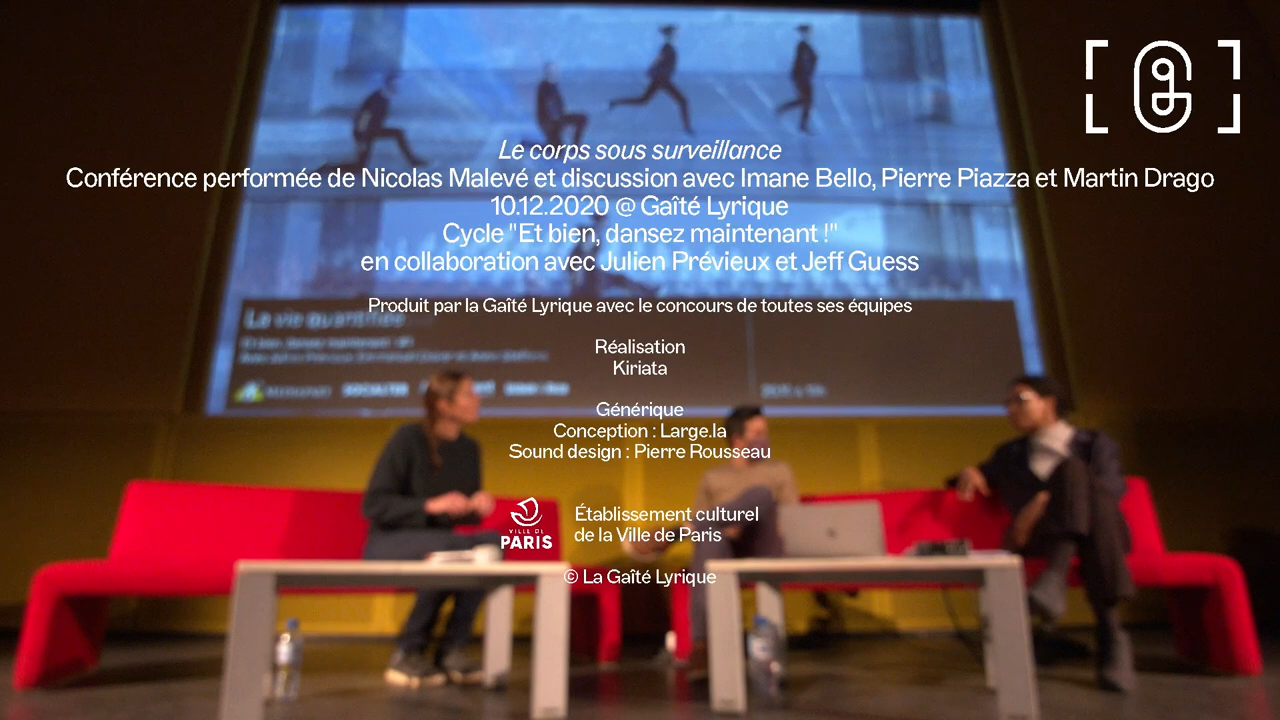 Le corps sous surveillance
Conférence performée de Nicolas Malevé et discussion avec Imane Bello, Pierre Piazza et Martin Drago
10.12.2020 @ Gaîté Lyrique
Cycle "Et bien, dansez maintenant !"
en collaboration avec Julien Prévieux et Jeff Guess
Produit par la Gaîté Lyrique avec le concours de toutes ses équipes
La vie quantifiée
Réalisation
Kiriata
Générique
Conception : Large.la
Sound design : Pierre Rousseau
VILLE DE
PARIS
Établissement culturel
de la Ville de Paris
© La Gaîté Lyrique